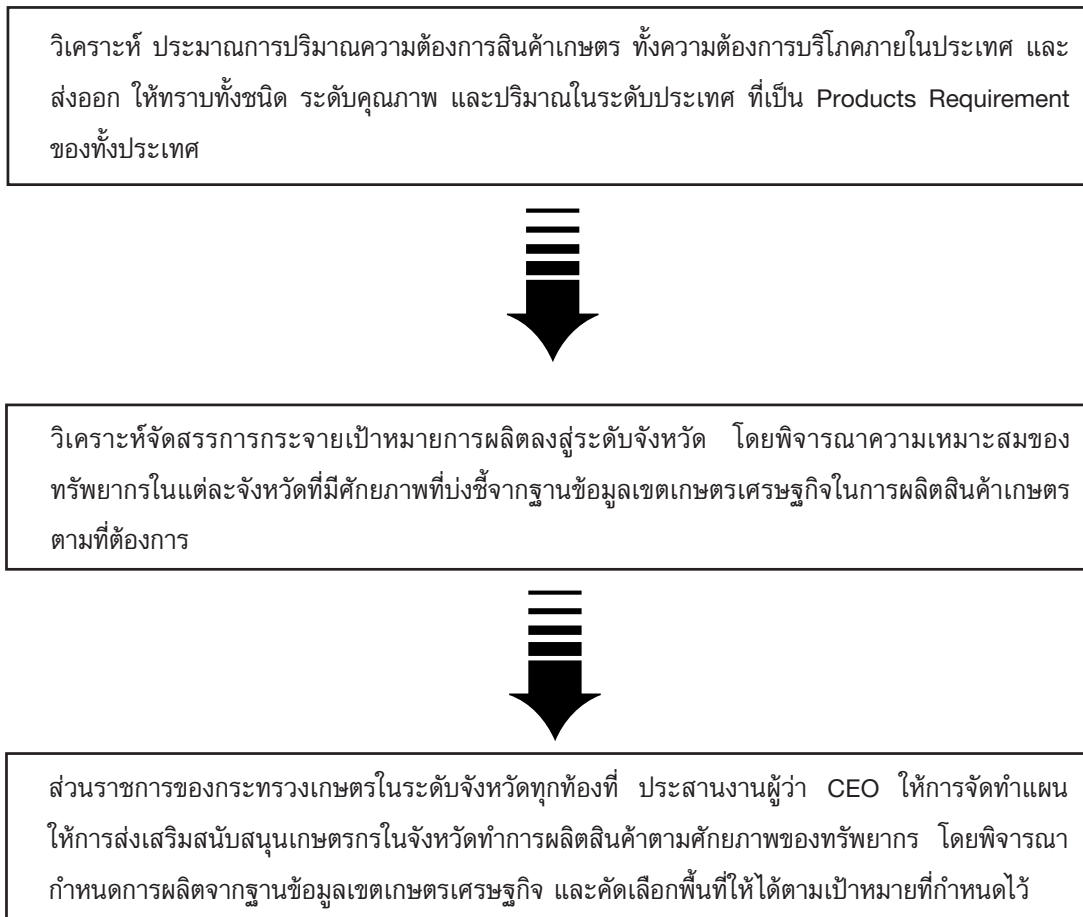 วิเคราะห์ ประมาณการปริมาณความต้องการสินค้าเกษตร ทั้งความต้องการบริโภคภายในประเทศ และ
ส่งออก ให้ทราบทั้งชนิด ระดับคุณภาพ และปริมาณในระดับประเทศ ที่เป็น Products Requirement
ของทั้งประเทศ
วิเคราะห์จัดสรรการกระจายเป้าหมายการผลิตลงสู่ระดับจังหวัด โดยพิจารณาความเหมาะสมของ
ทรัพยากรในแต่ละจังหวัดที่มีศักยภาพที่บ่งชี้จากฐานข้อมูลเขตเกษตรเศรษฐกิจในการผลิตสินค้าเกษตร
ตามที่ต้องการ
ส่วนราชการของกระทรวงเกษตรในระดับจังหวัดทุกท้องที่ ประสานงานผู้ว่า CEO ให้การจัดทำแผน
ให้การส่งเสริมสนับสนุนเกษตรกรในจังหวัดทำการผลิตสินค้าตามศักยภาพของทรัพยากร โดยพิจารณา
กำหนดการผลิตจากฐานข้อมูลเขตเกษตรเศรษฐกิจ และคัดเลือกพื้นที่ให้ได้ตามเป้าหมายที่กำหนดไว้